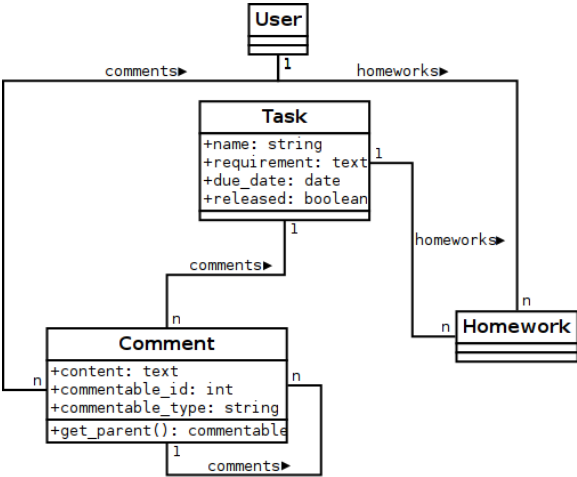 User
1
comments►
homeworks►
Task
+name: string
+requirement: text
+due_date: date
+released: boolean
1
1
homeworks►
comments►
n
n
n
Homework
Comment
+content: text
+commentable_id: int
+commentable_type: string
+get_parent(): commentable
n
n
1
comments►